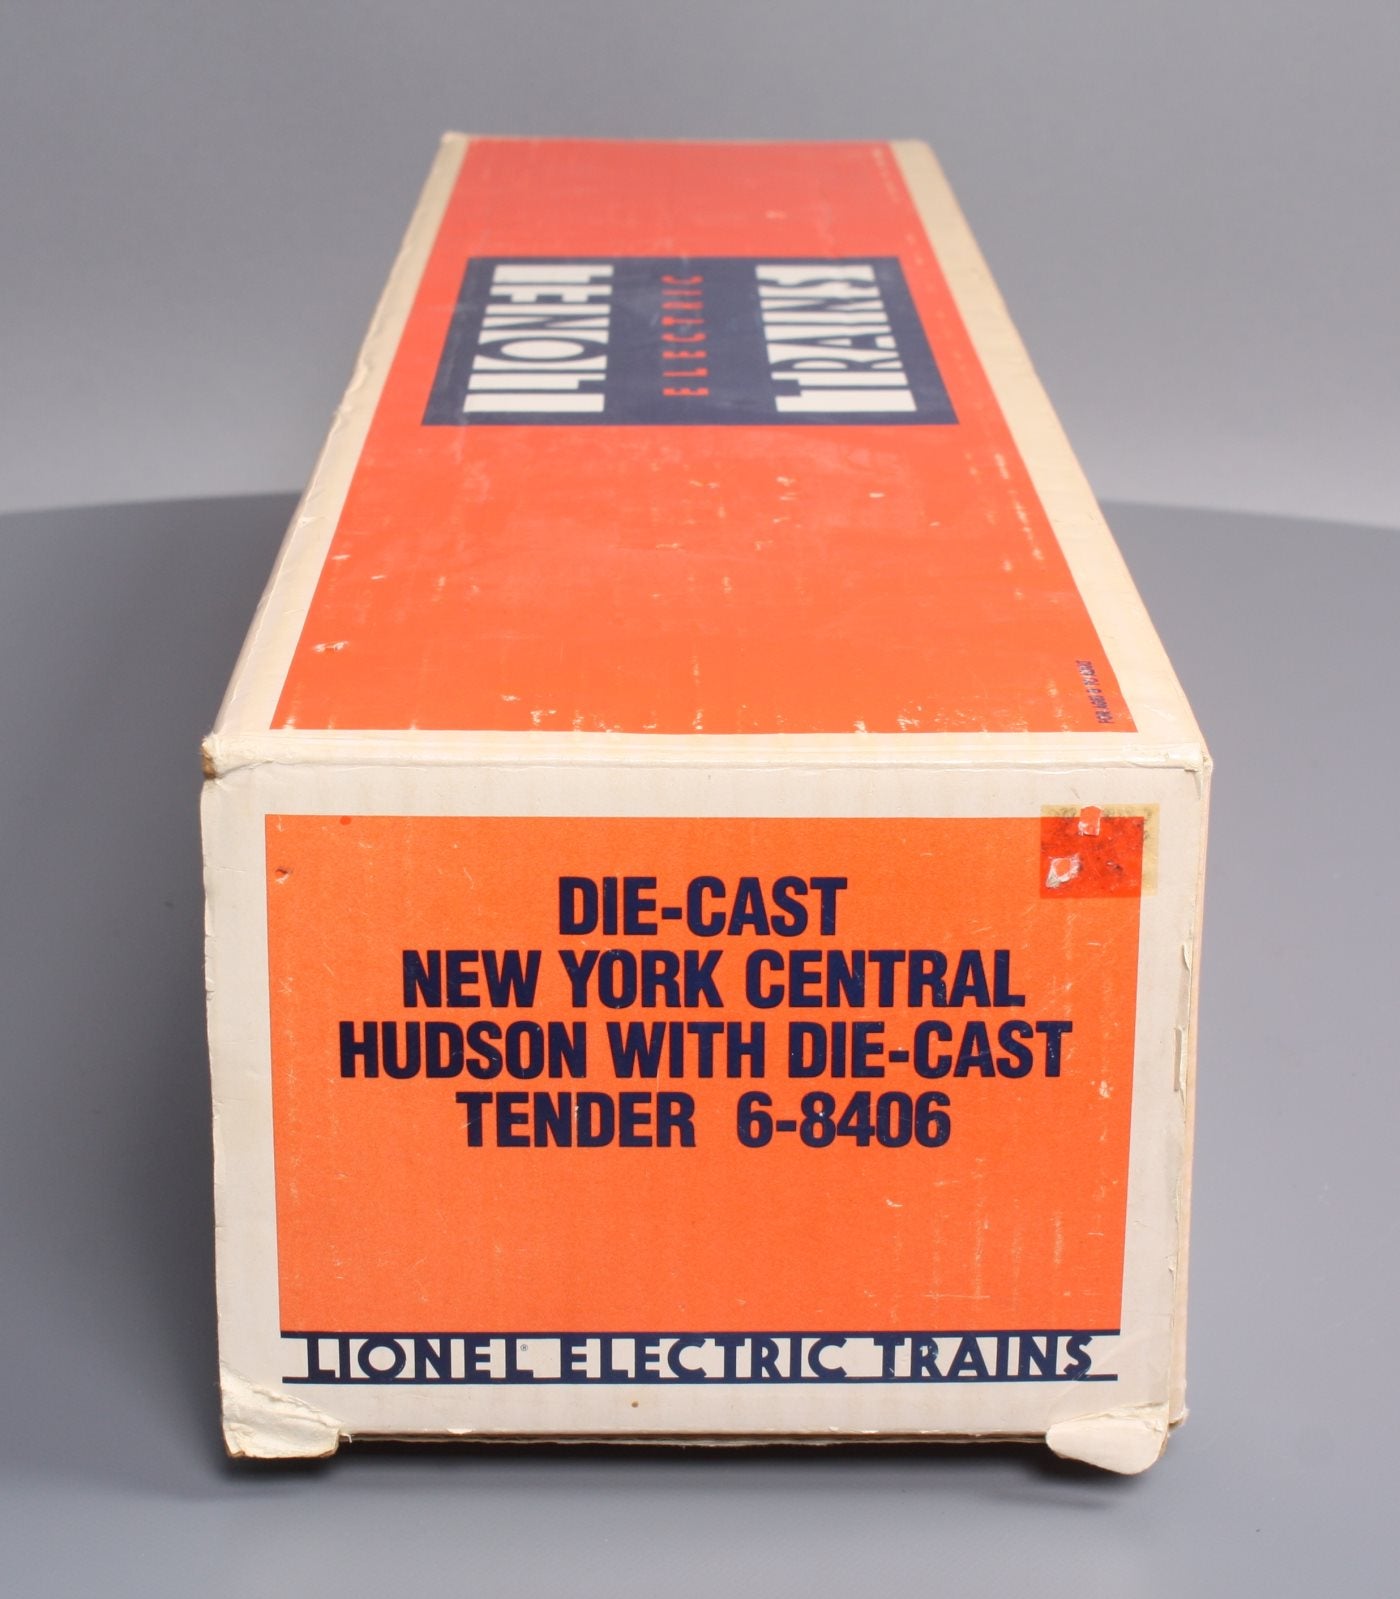 LIONEL
ELECTRIC
TRAINS
DIE-CAST
NEW YORK CENTRAL
HUDSON WITH DIE-CAST
TENDER 6-8406
LIONEL® ELECTRIC TRAINS